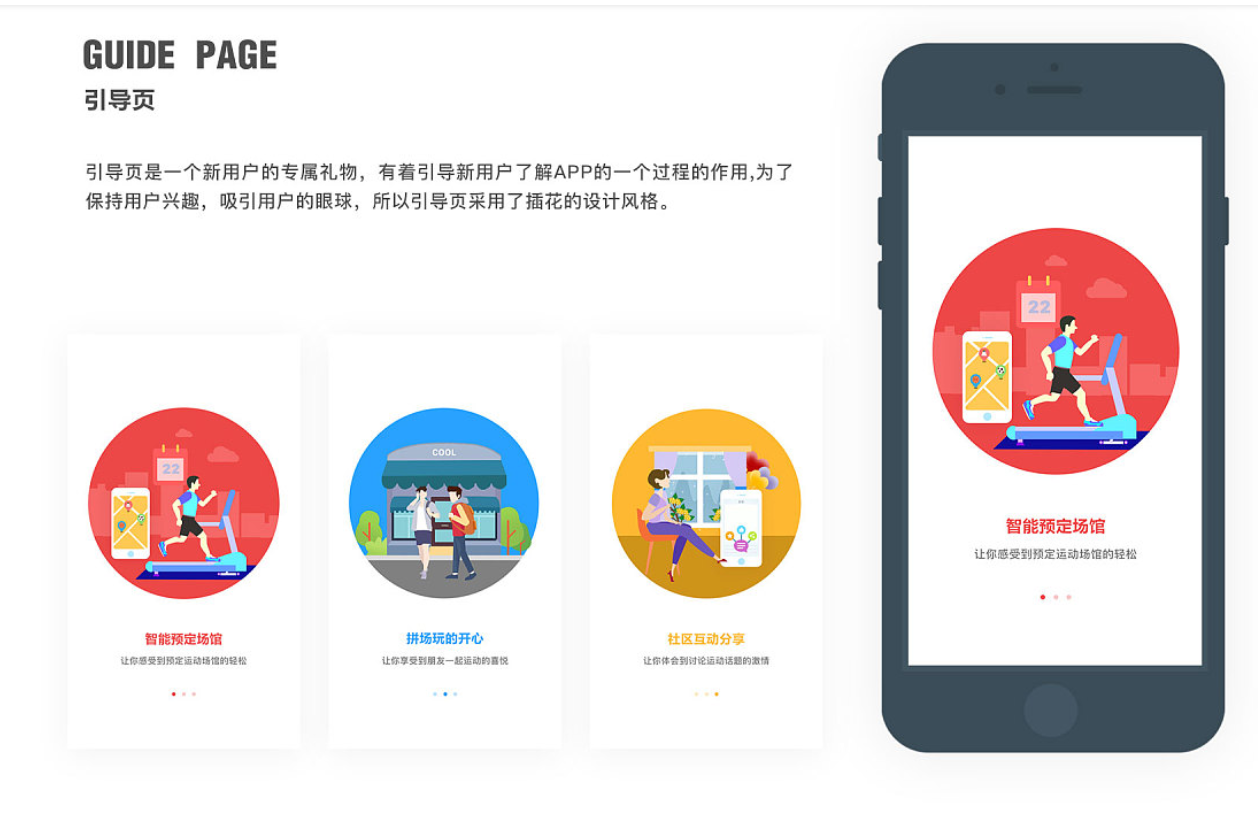 GUIDE PAGE
引导页
引导页是一个新用户的专属礼物，有着引导新用户了解APP的一个过程的作用,为了
保持用户兴趣，吸引用户的眼球，所以引导页采用了插花的设计风格。
22
智能预定场馆
让你感受到预定运动场馆的轻松
COOL
拼场玩的开心
让你享受到朋友一起运动的喜悦
社区互动分享
让你体会到讨论运动话题的激情
22
智能预定场馆
让你感受到预定运动场馆的轻松